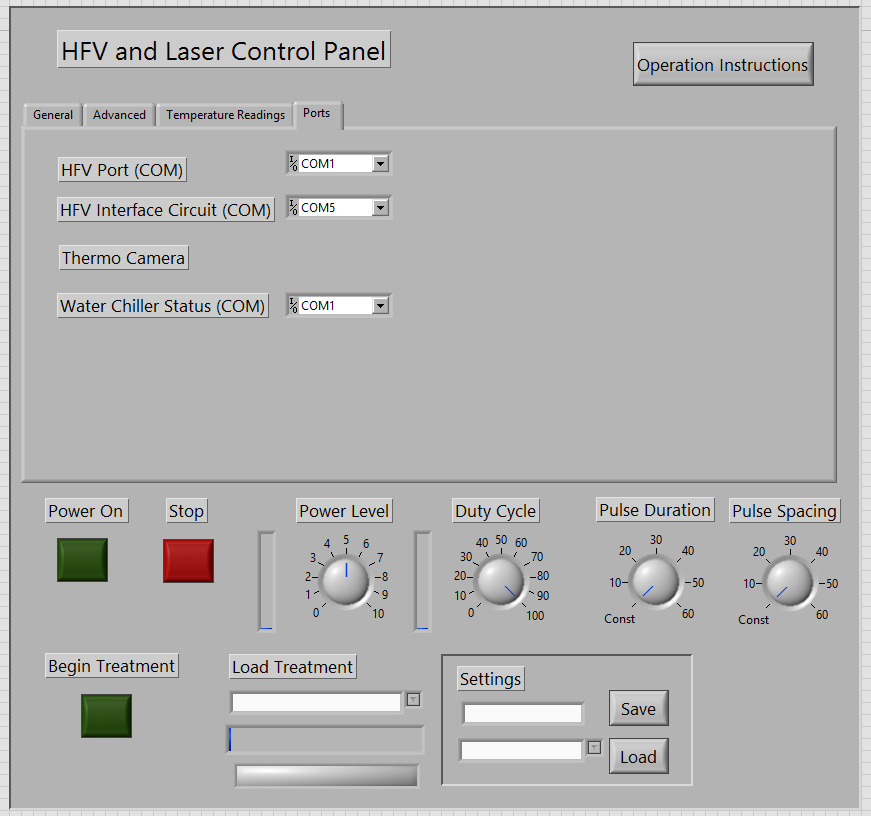 HFV and Laser Control Panel
Operation Instructions
General Advanced Temperature Readings Ports
HFV Port (COM) I/0 COM1
HFV Interface Circuit (COM) I/0 COM5
Thermo Camera
Water Chiller Status (COM) I/0 COM1
Power On Stop Power Level Duty Cycle Pulse Duration Pulse Spacing
0 1 2 3 4 5 6 7 8 9 10
0 10 20 30 40 50 60 70 80 90 100
Const 10 20 30 40 50 60
Const 10 20 30 40 50 60
Begin Treatment Load Treatment Settings
Save
Load